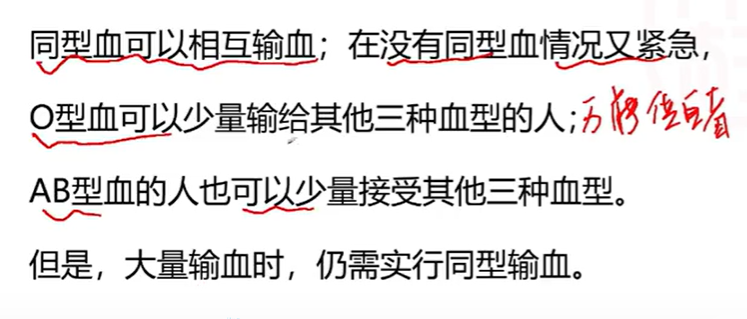 同型血可以相互输血；在没有同型血情况又紧急，
O型血可以少量输给其他三种血型的人；万能供血者
AB型血的人也可以少量接受其他三种血型。
但是，大量输血时，仍需实行同型输血。